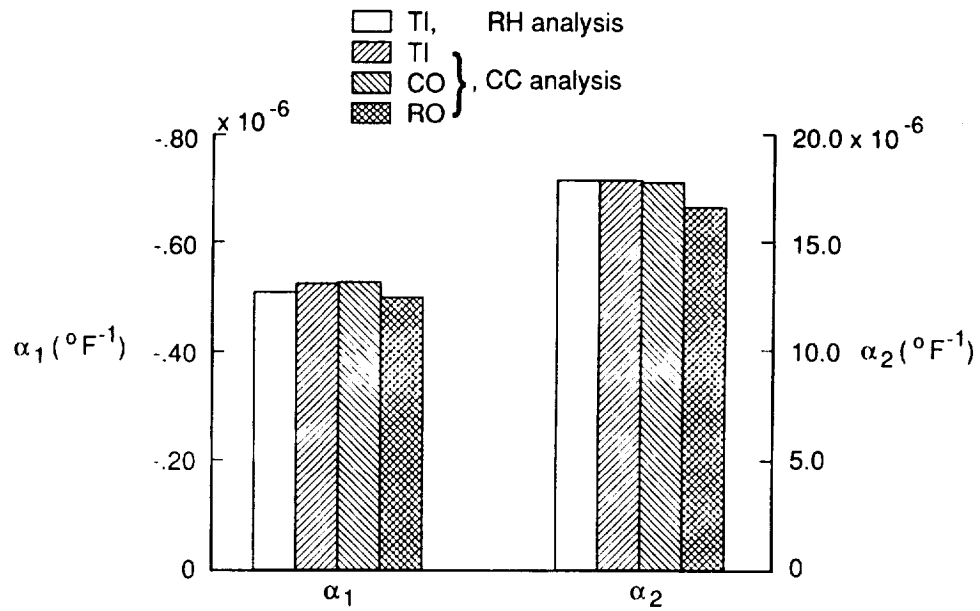 TI, RH analysis
TI
CO
RO
} , CC analysis
x 10-6
-.80
-.60
-.40
-.20
0
α1 (°F-1)
20.0 x 10-6
15.0
10.0
5.0
0
α2 (°F-1)
α1
α2